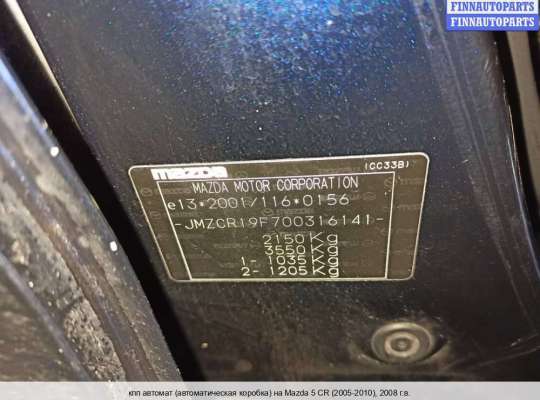 FINNAUTOPARTS
FINNAUTOPARTS
mazda
(CC33B)
MAZDA MOTOR CORPORATION
e13*2001/116*0156
-JMZCR19F700316141-
2150Kg
3550Kg
1- 1035Kg
2- 1205Kg
кпп автомат (автоматическая коробка) на Mazda 5 CR (2005-2010), 2008 г.в.